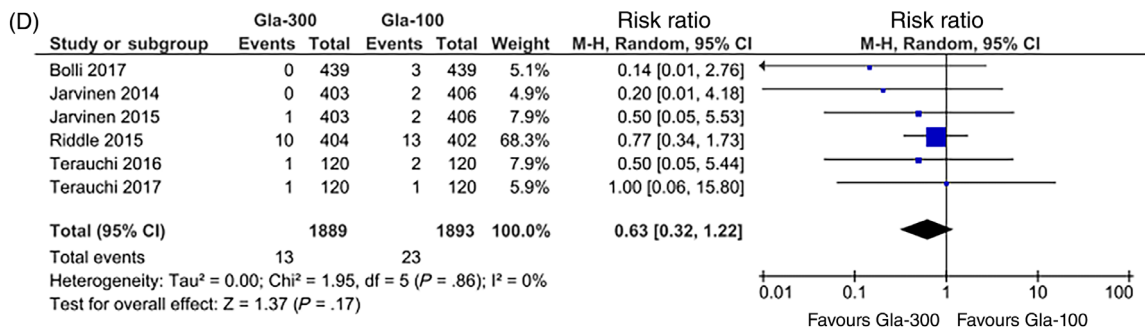 (D) Gla-300 Gla-100 Risk ratio Risk ratio
Study or subgroup Events Total Events Total Weight M-H, Random, 95% CI M-H, Random, 95% CI
Bolli 2017 0 439 3 439 5.1% 0.14 [0.01, 2.76]
Jarvinen 2014 0 403 2 406 4.9% 0.20 [0.01, 4.18]
Jarvinen 2015 1 403 2 406 7.9% 0.50 [0.05, 5.53]
Riddle 2015 10 404 13 402 68.3% 0.77 [0.34, 1.73]
Terauchi 2016 1 120 2 120 7.9% 0.50 [0.05, 5.44]
Terauchi 2017 1 120 1 120 5.9% 1.00 [0.06, 15.80]
Total (95% CI) 1889 1893 100.0% 0.63 [0.32, 1.22]
Total events 13 23
Heterogeneity: Tau² = 0.00; Chi² = 1.95, df = 5 (P = .86); I² = 0%
Test for overall effect: Z = 1.37 (P = .17)
0.01 0.1 1 10 100
Favours Gla-300 Favours Gla-100